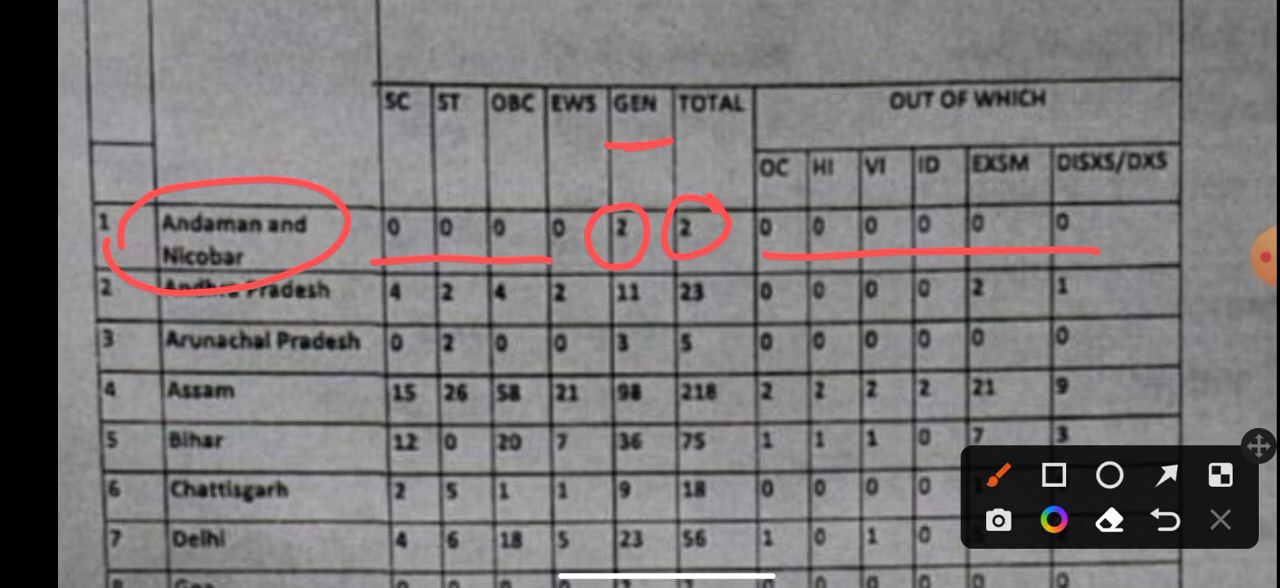 SC ST OBC EWS GEN TOTAL OUT OF WHICH
OC HI VI ID EXSM DISXS/DXS
1 Andaman and Nicobar 0 0 0 0 2 2 0 0 0 0 0 0
2 Andhra Pradesh 4 2 4 2 11 23 0 0 0 0 2 1
3 Arunachal Pradesh 0 2 0 0 3 5 0 0 0 0 0 0
4 Assam 15 26 58 21 98 218 2 2 2 2 21 9
5 Bihar 12 0 20 7 36 75 1 1 1 0 7 3
6 Chattisgarh 2 5 1 1 9 18 0 0 0 0
7 Delhi 4 6 18 5 23 56 1 0 1 0